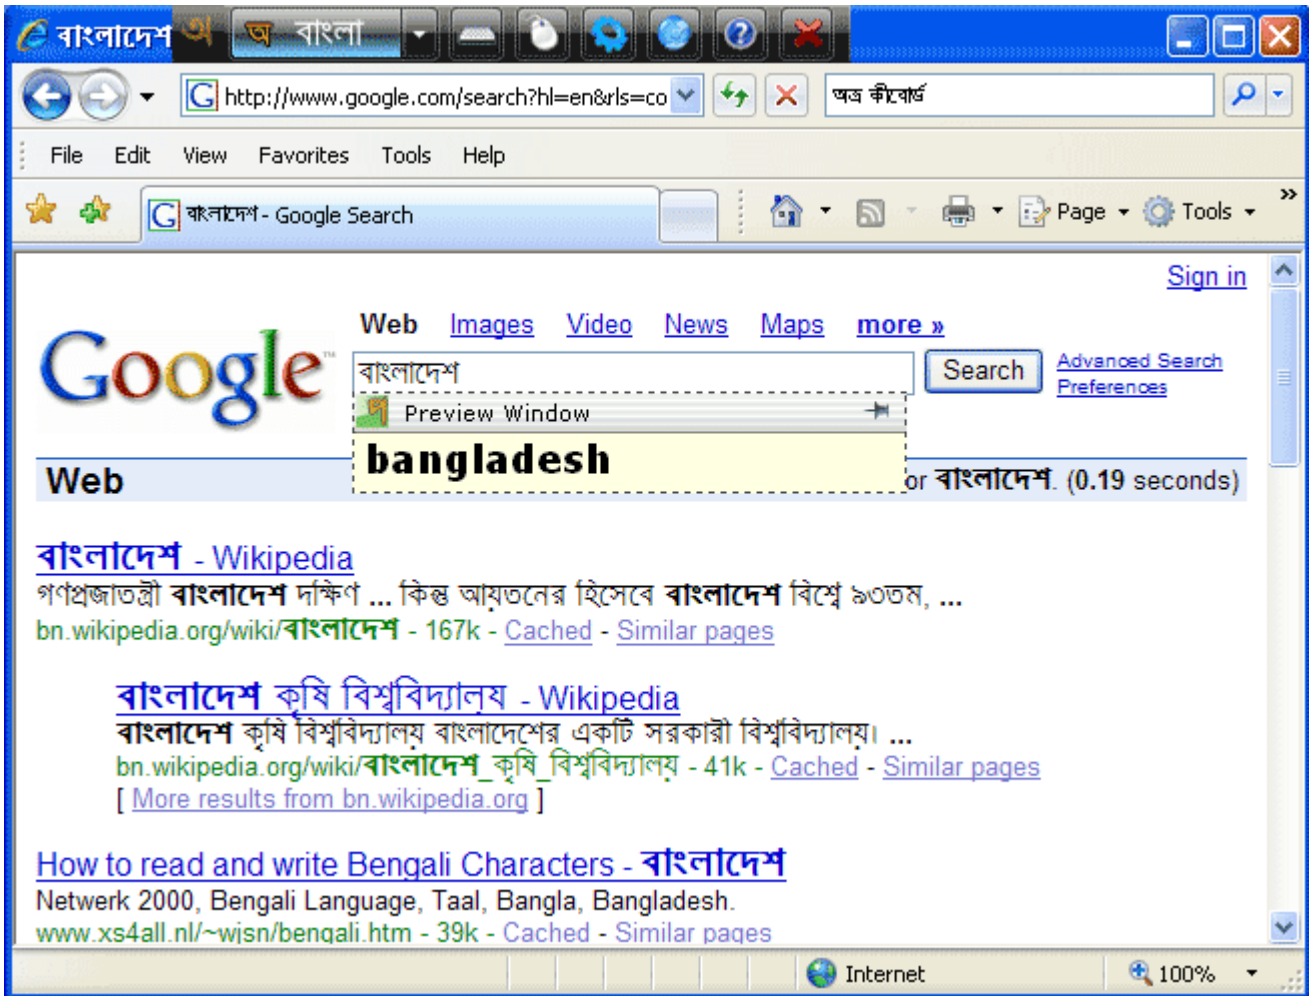 বাংলাদেশ অ অ বাংলা
http://www.google.com/search?hl=en&rls=co অভ্র কীবোর্ড
File Edit View Favorites Tools Help
বাংলাদেশ - Google Search Page Tools »
Sign in
Web Images Video News Maps more »
Google™ বাংলাদেশ Search Advanced Search
Preferences
Preview Window
bangladesh
Web or বাংলাদেশ. (0.19 seconds)
বাংলাদেশ - Wikipedia
গণপ্রজাতন্ত্রী বাংলাদেশ দক্ষিণ ... কিন্তু আয়তনের হিসেবে বাংলাদেশ বিশ্বে ৯৩তম, ...
bn.wikipedia.org/wiki/বাংলাদেশ - 167k - Cached - Similar pages
বাংলাদেশ কৃষি বিশ্ববিদ্যালয় - Wikipedia
বাংলাদেশ কৃষি বিশ্ববিদ্যালয় বাংলাদেশের একটি সরকারী বিশ্ববিদ্যালয়। ...
bn.wikipedia.org/wiki/বাংলাদেশ_কৃষি_বিশ্ববিদ্যালয় - 41k - Cached - Similar pages
[ More results from bn.wikipedia.org ]
How to read and write Bengali Characters - বাংলাদেশ
Netwerk 2000, Bengali Language, Taal, Bangla, Bangladesh.
www.xs4all.nl/~wjsn/bengali.htm - 39k - Cached - Similar pages
Internet 100%